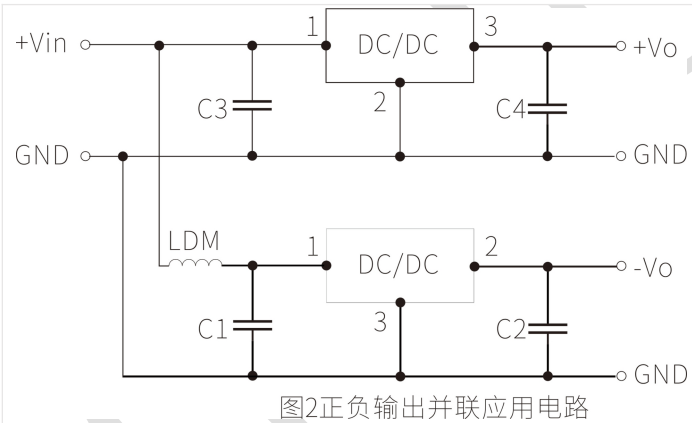 1 3
+Vin DC/DC +Vo
C3 2 C4
GND GND
LDM 1 2
DC/DC -Vo
C1 3 C2
GND
图2正负输出并联应用电路